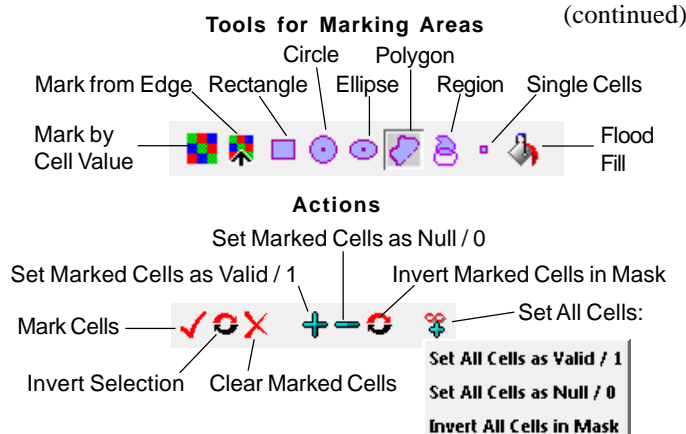 (continued)
Tools for Marking Areas
Circle
Polygon
Mark from Edge
Rectangle
Ellipse
Region
Single Cells
Mark by
Cell Value
Flood
Fill
Actions
Set Marked Cells as Null / 0
Set Marked Cells as Valid / 1
Invert Marked Cells in Mask
Mark Cells
Set All Cells:
Invert Selection
Clear Marked Cells
Set All Cells as Valid / 1
Set All Cells as Null / 0
Invert All Cells in Mask